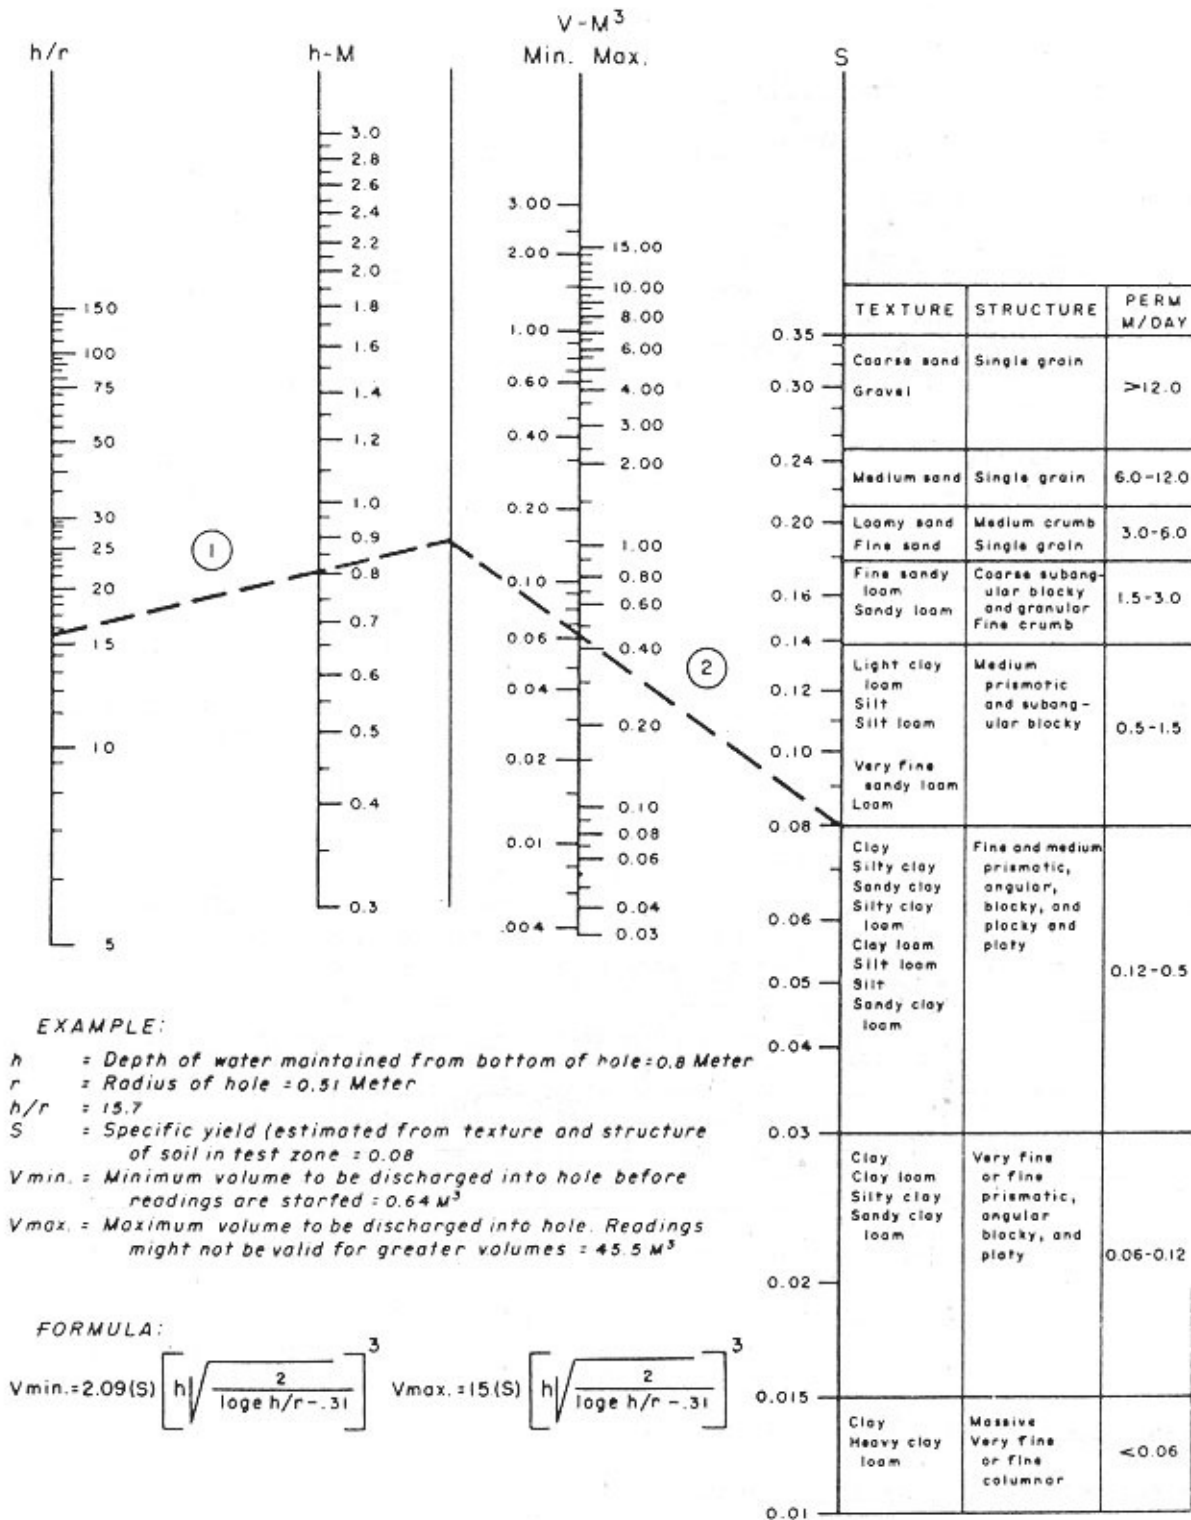 V-M³
h/r h-M Min. Max. S
3.0
2.8
2.6
2.4
2.2
2.0
1.8
1.6
1.4
1.2
1.0
0.9
0.8
0.7
0.6
0.5
0.4
0.3
150
100
75
50
30
25
20
15
10
5
3.00
2.00
1.00
0.60
0.40
0.20
0.10
0.06
0.04
0.02
0.01
.004
15.00
10.00
8.00
6.00
4.00
3.00
2.00
1.00
0.80
0.60
0.40
0.20
0.10
0.08
0.06
0.04
0.03
1
2
0.35
0.30
0.24
0.20
0.16
0.14
0.12
0.10
0.08
0.06
0.05
0.04
0.03
0.02
0.015
0.01
TEXTURE STRUCTURE PERM
M/DAY
Coarse sand Single grain
Gravel
>12.0
Medium sand Single grain 6.0-12.0
Loamy sand Medium crumb
Fine sand Single grain
3.0-6.0
Fine sandy
loam
Sandy loam
Coarse subang-
ular blocky
and granular
Fine crumb
1.5-3.0
Light clay
loam
Silt
Silt loam
Very fine
sandy loam
Loam
Medium
prismatic
and subang-
ular blocky
0.5-1.5
Clay
Silty clay
Sandy clay
Silty clay
loam
Clay loam
Silt loam
Silt
Sandy clay
loam
Fine and medium
prismatic,
angular,
blocky, and
plocky and
platy
0.12-0.5
Clay
Clay loam
Silty clay
Sandy clay
loam
Very fine
or fine
prismatic,
angular
blocky, and
platy
0.06-0.12
Clay
Heavy clay
loam
Massive
Very fine
or fine
columnar
<0.06
EXAMPLE:
h = Depth of water maintained from bottom of hole = 0.8 Meter
r = Radius of hole = 0.51 Meter
h/r = 15.7
S = Specific yield (estimated from texture and structure
of soil in test zone = 0.08
Vmin. = Minimum volume to be discharged into hole before
readings are started = 0.64 M³
Vmax. = Maximum volume to be discharged into hole. Readings
might not be valid for greater volumes = 45.5 M³
FORMULA:
Vmin.=2.09(S) [h√(2/(loge h/r-.31))]³ Vmax.=15.(S) [h√(2/(loge h/r-.31))]³